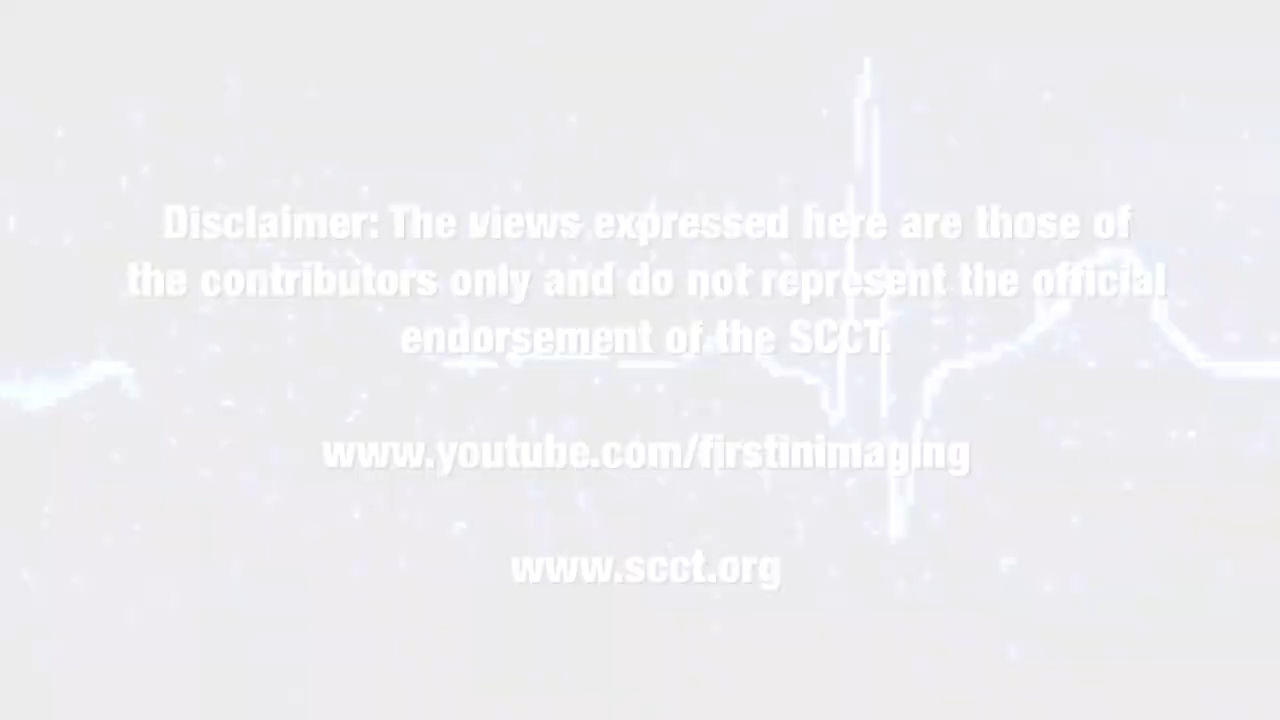 Disclaimer: The views expressed here are those of
the contributors only and do not represent the official
endorsement of the SCCT.
www.youtube.com/firstinimaging
www.scct.org